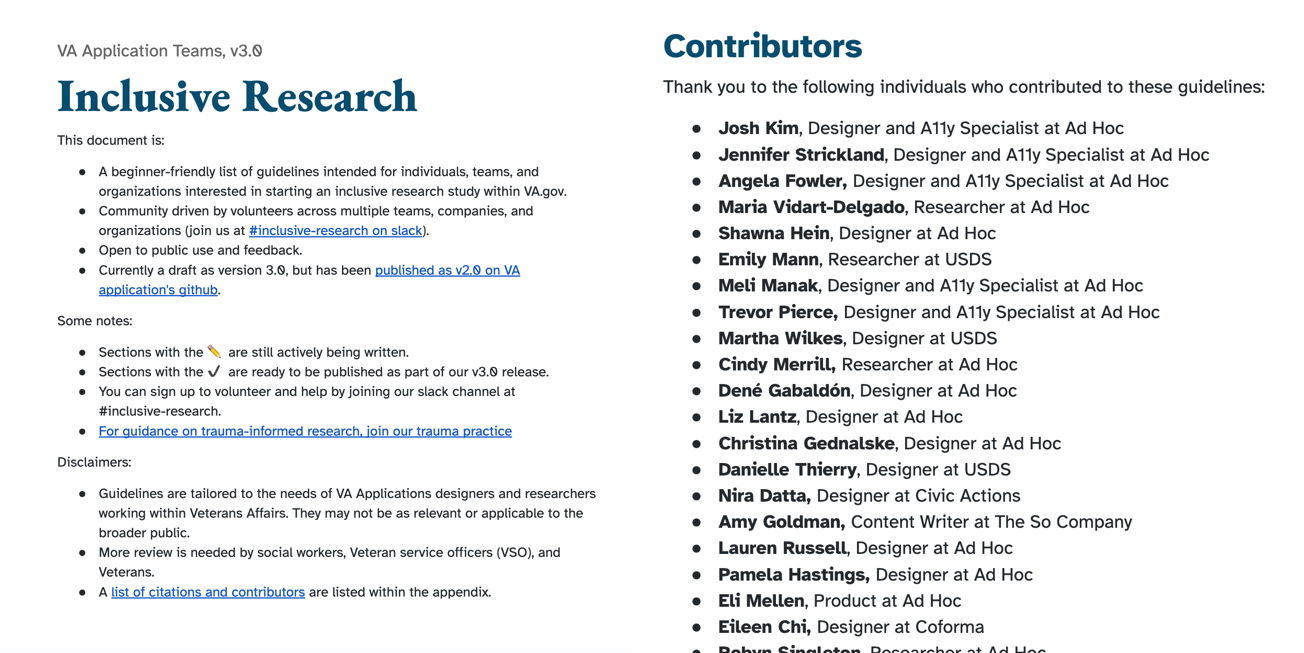 VA Application Teams, v3.0
Inclusive Research
This document is:
● A beginner-friendly list of guidelines intended for individuals, teams, and
organizations interested in starting an inclusive research study within VA.gov.
● Community driven by volunteers across multiple teams, companies, and
organizations (join us at #inclusive-research on slack).
● Open to public use and feedback.
● Currently a draft as version 3.0, but has been published as v2.0 on VA
application's github.
Some notes:
● Sections with the ✏️ are still actively being written.
● Sections with the ✓ are ready to be published as part of our v3.0 release.
● You can sign up to volunteer and help by joining our slack channel at
#inclusive-research.
● For guidance on trauma-informed research, join our trauma practice
Disclaimers:
● Guidelines are tailored to the needs of VA Applications designers and researchers
working within Veterans Affairs. They may not be as relevant or applicable to the
broader public.
● More review is needed by social workers, Veteran service officers (VSO), and
Veterans.
● A list of citations and contributors are listed within the appendix.
Contributors
Thank you to the following individuals who contributed to these guidelines:
● Josh Kim, Designer and A11y Specialist at Ad Hoc
● Jennifer Strickland, Designer and A11y Specialist at Ad Hoc
● Angela Fowler, Designer and A11y Specialist at Ad Hoc
● Maria Vidart-Delgado, Researcher at Ad Hoc
● Shawna Hein, Designer at Ad Hoc
● Emily Mann, Researcher at USDS
● Meli Manak, Designer and A11y Specialist at Ad Hoc
● Trevor Pierce, Designer and A11y Specialist at Ad Hoc
● Martha Wilkes, Designer at USDS
● Cindy Merrill, Researcher at Ad Hoc
● Dené Gabaldón, Designer at Ad Hoc
● Liz Lantz, Designer at Ad Hoc
● Christina Gednalske, Designer at Ad Hoc
● Danielle Thierry, Designer at USDS
● Nira Datta, Designer at Civic Actions
● Amy Goldman, Content Writer at The So Company
● Lauren Russell, Designer at Ad Hoc
● Pamela Hastings, Designer at Ad Hoc
● Eli Mellen, Product at Ad Hoc
● Eileen Chi, Designer at Coforma
● Robyn Singleton, Researcher at Ad Hoc